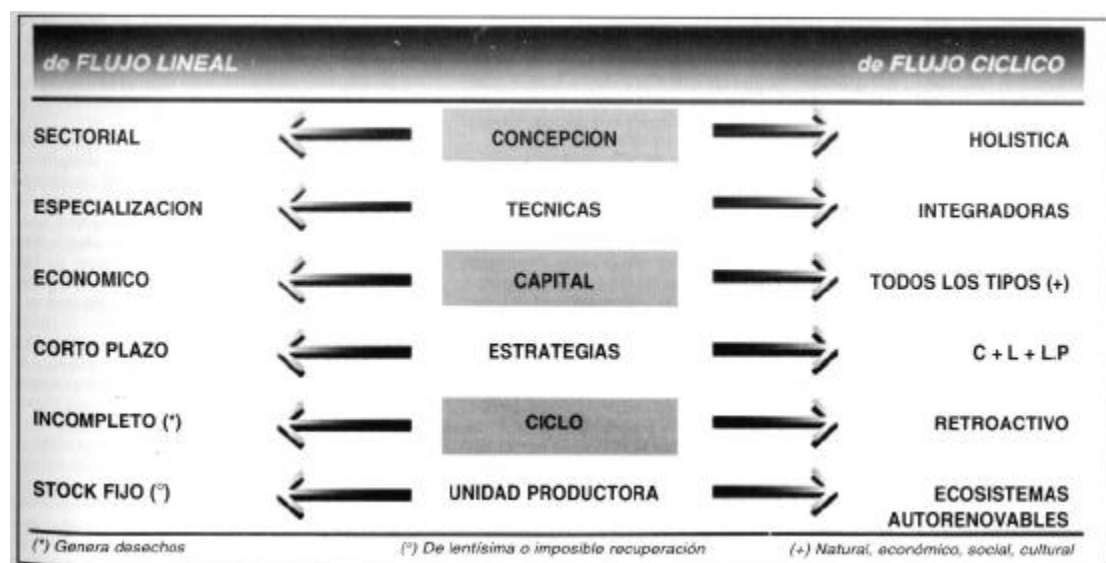 de FLUJO LINEAL de FLUJO CICLICO
SECTORIAL CONCEPCION HOLISTICA
ESPECIALIZACION TECNICAS INTEGRADORAS
ECONOMICO CAPITAL TODOS LOS TIPOS (+)
CORTO PLAZO ESTRATEGIAS C + L + L.P
INCOMPLETO (*) CICLO RETROACTIVO
STOCK FIJO (°) UNIDAD PRODUCTORA ECOSISTEMAS
AUTORENOVABLES
(*) Genera desechos (°) De lentísima o imposible recuperación (+) Natural, económico, social, cultural